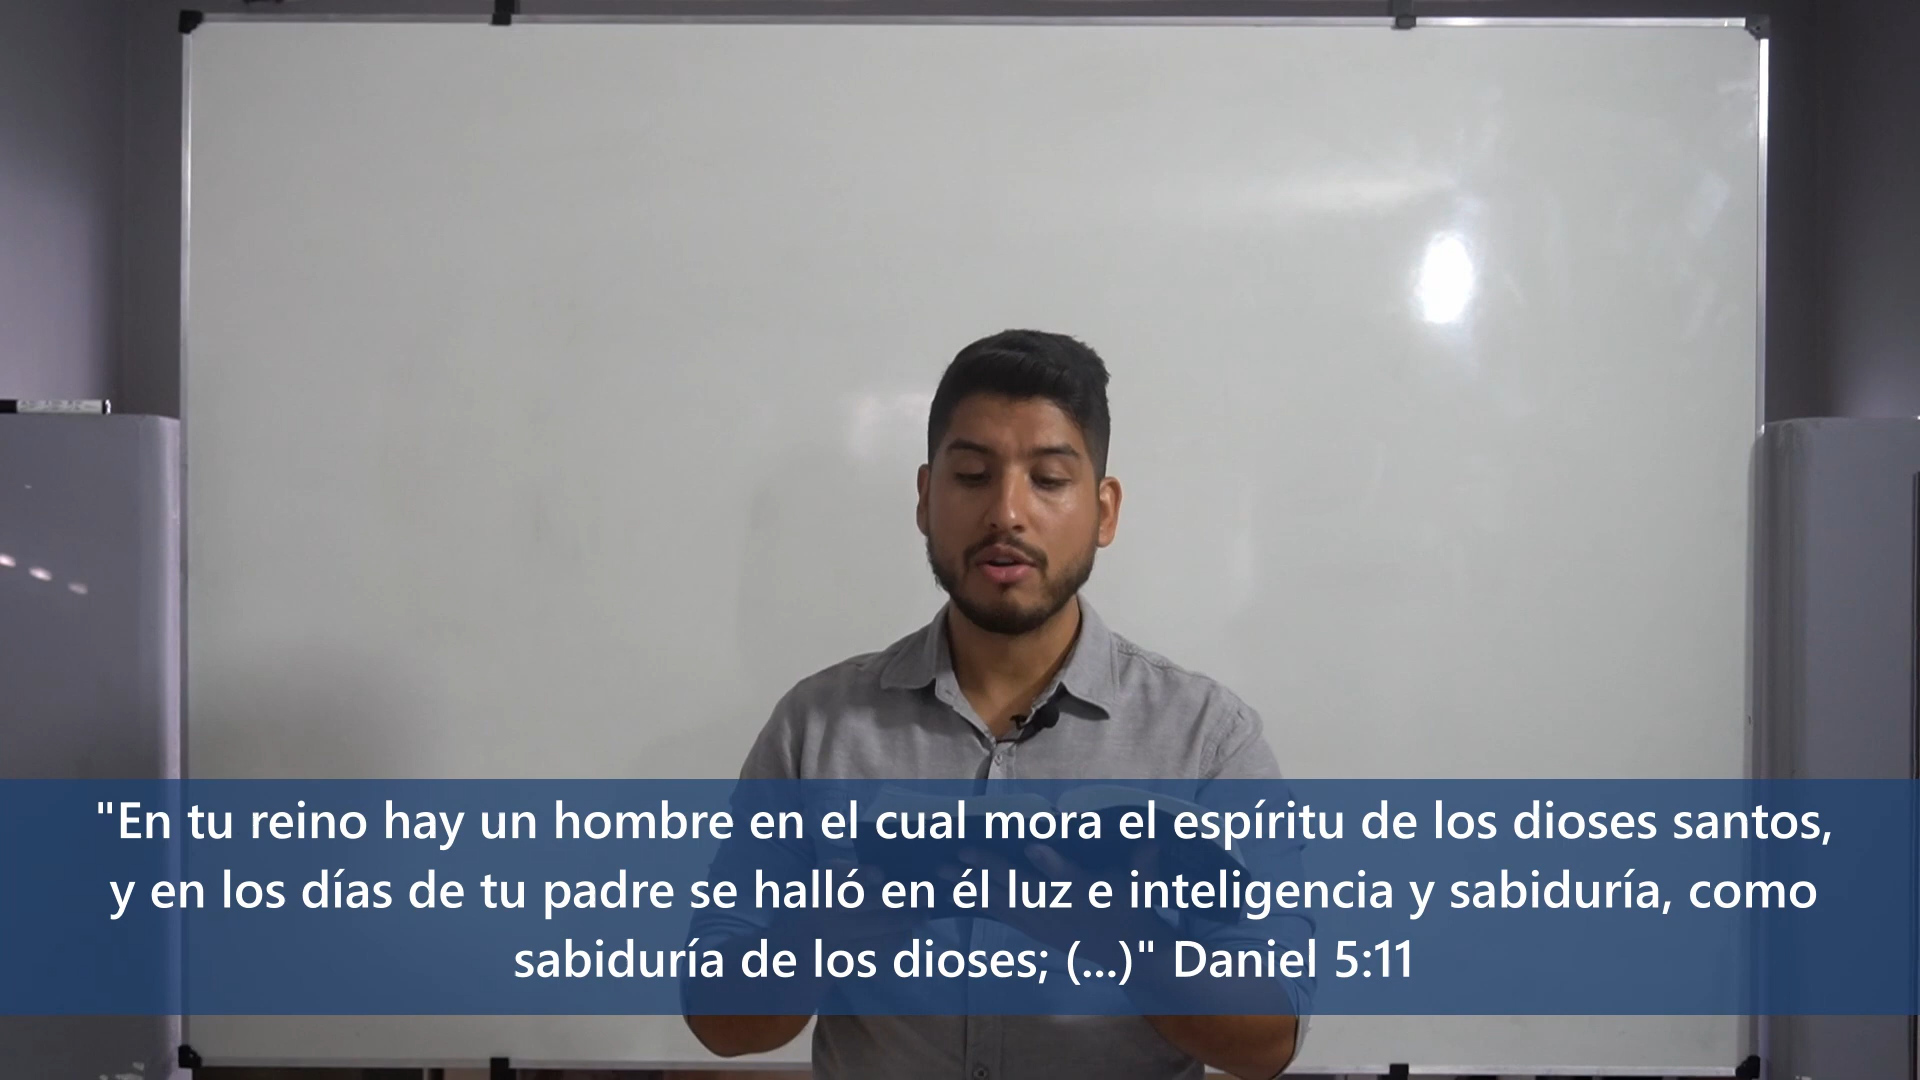 "En tu reino hay un hombre en el cual mora el espíritu de los dioses santos,
y en los días de tu padre se halló en él luz e inteligencia y sabiduría, como
sabiduría de los dioses; (...)" Daniel 5:11